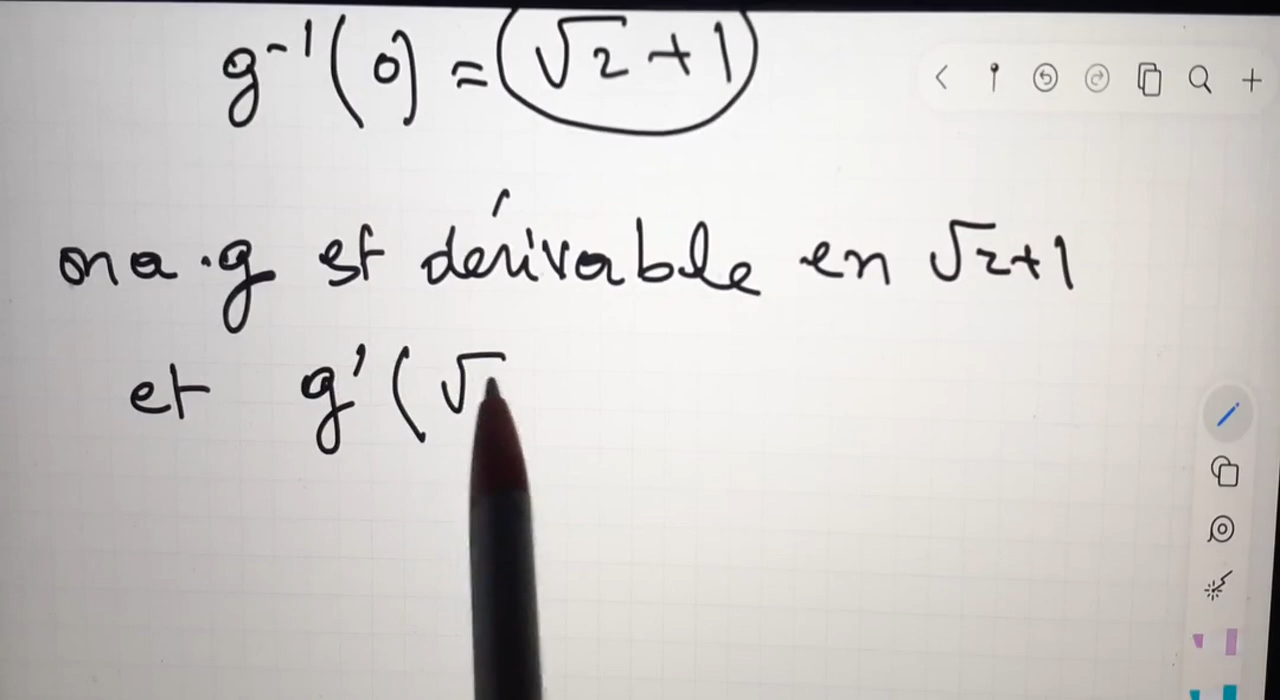 g⁻¹(0) = √2 + 1
on a . g est dérivable en √2+1
et g'(√